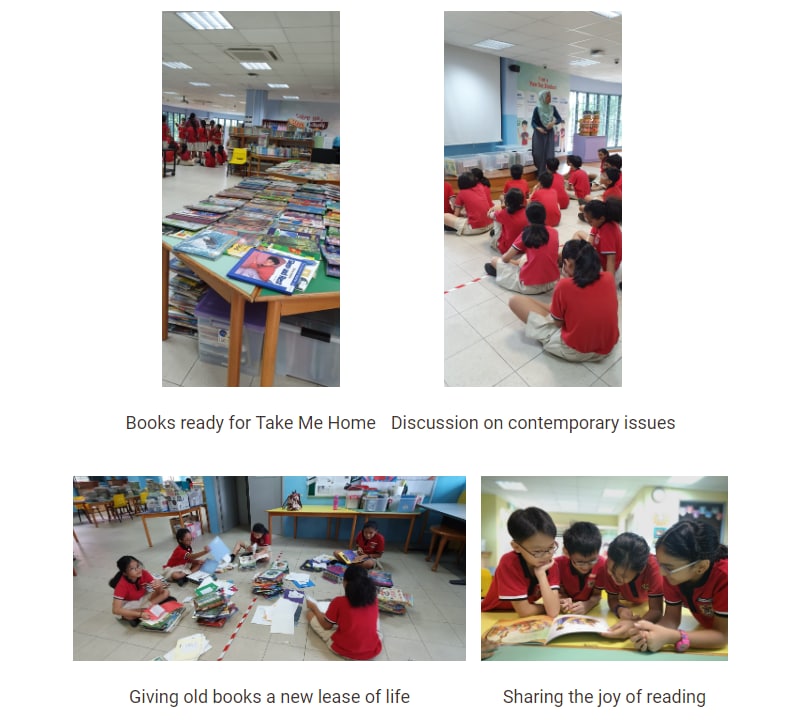 Books ready for Take Me Home
Discussion on contemporary issues
Giving old books a new lease of life
Sharing the joy of reading